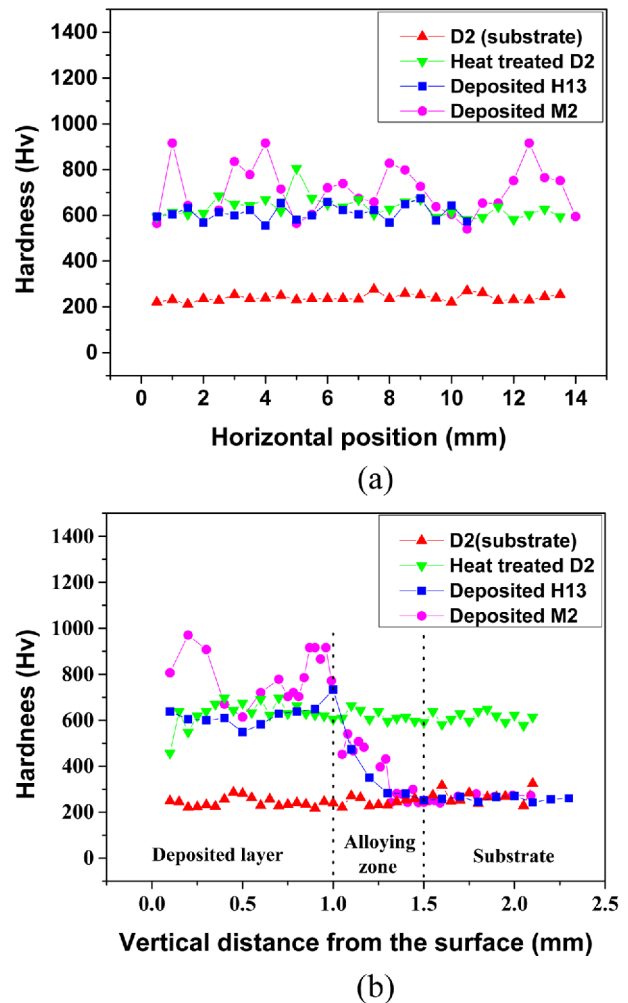 1400
1200
1000
800
600
400
200
0
Hardness (Hv)
D2 (substrate)
Heat treated D2
Deposited H13
Deposited M2
0 2 4 6 8 10 12 14
Horizontal position (mm)
(a)
1400
1200
1000
800
600
400
200
0
Hardnees (Hv)
D2(substrate)
Heat treated D2
Deposited H13
Deposited M2
Deposited layer
Alloying
zone
Substrate
0.0 0.5 1.0 1.5 2.0 2.5
Vertical distance from the surface (mm)
(b)